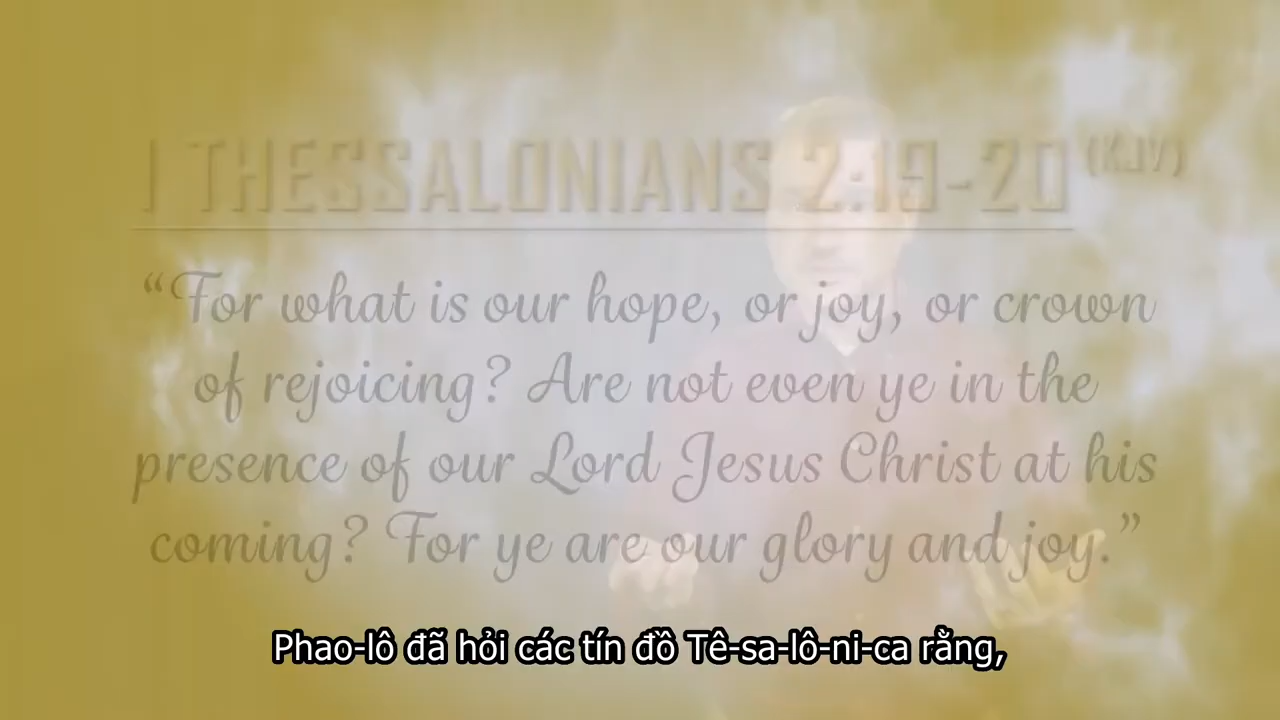 I THESSALONIANS 2:19-20 (KJV)
“For what is our hope, or joy, or crown
of rejoicing? Are not even ye in the
presence of our Lord Jesus Christ at his
coming? For ye are our glory and joy.”
Phao-lô đã hỏi các tín đồ Tê-sa-lô-ni-ca rằng,